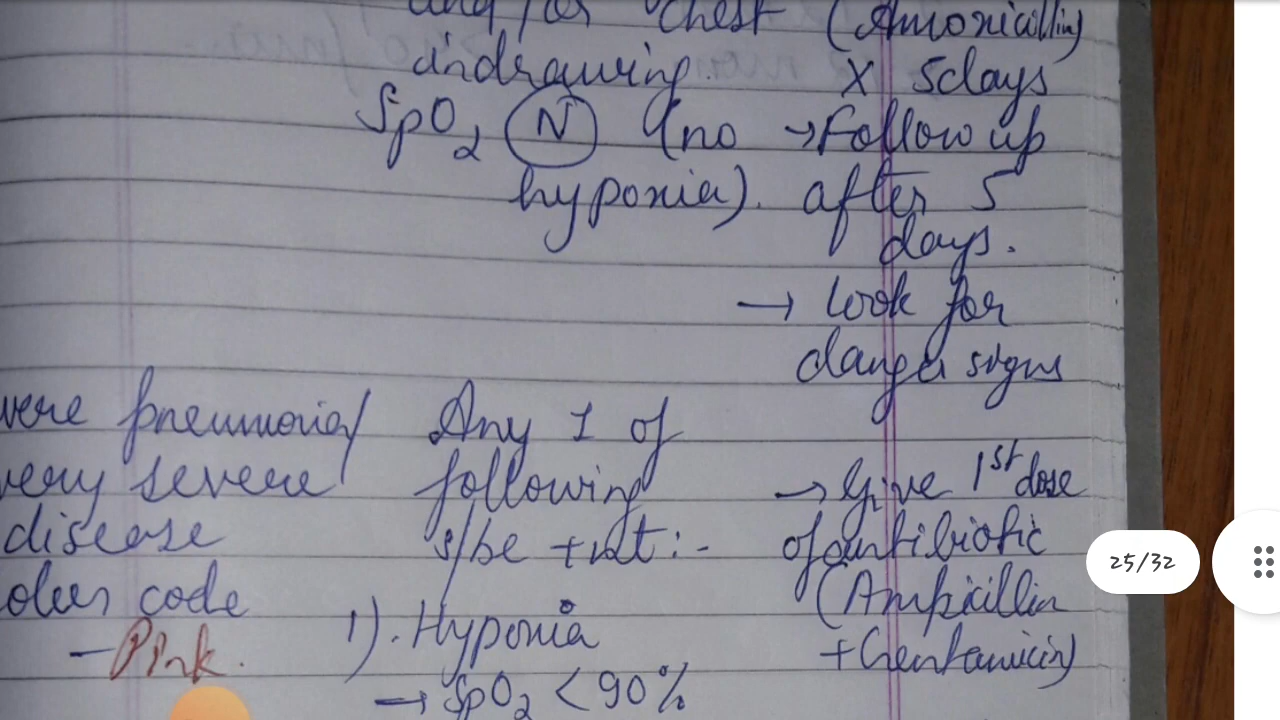 and/or chest (Amoxicillin)
indrawing. X 5days
SpO2 (N) (no →Follow up
hypoxia). after 5
days.
→ look for
danger signs
vere pneumonia/ Any 1 of
very severe following → Give 1st dose
disease s/be +nt:- of antibiotic
olour code (Ampicillin
- Pink. 1). Hypoxia +Gentamicin)
→ SpO2 < 90%
25/32